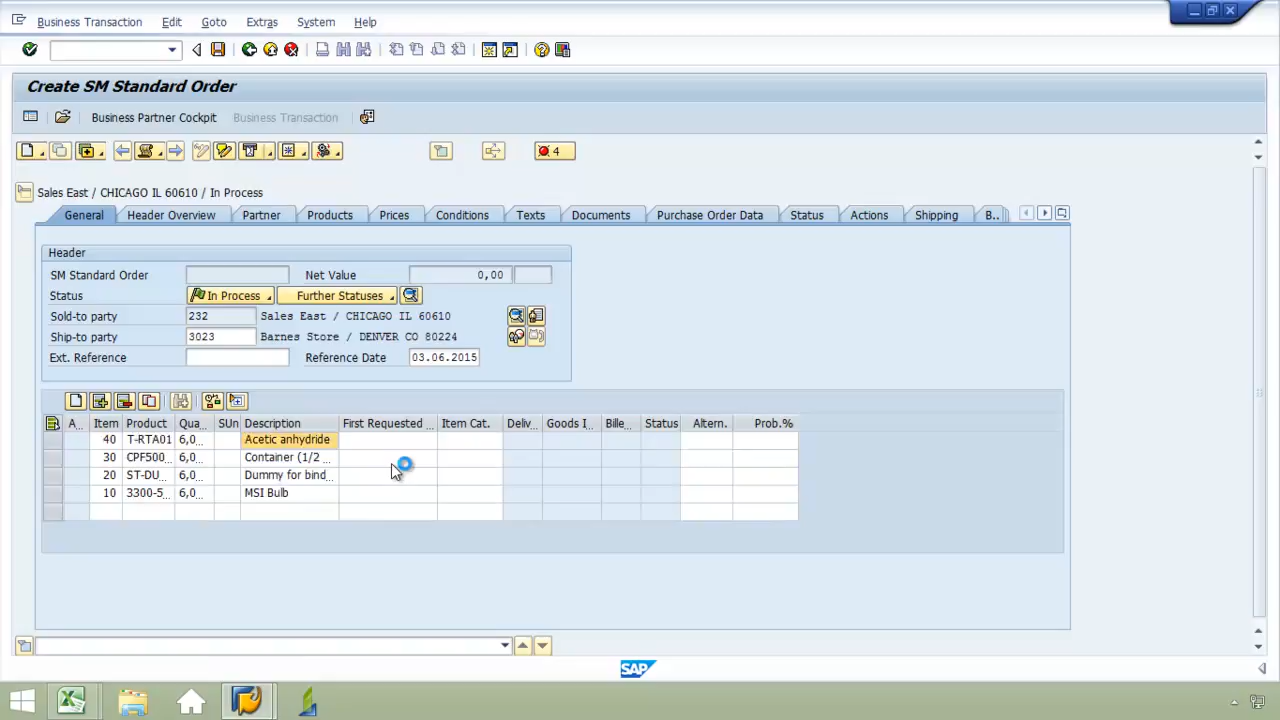 Business Transaction Edit Goto Extras System Help
Create SM Standard Order
Business Partner Cockpit Business Transaction
4
Sales East / CHICAGO IL 60610 / In Process
General Header Overview Partner Products Prices Conditions Texts Documents Purchase Order Data Status Actions Shipping B..
Header
SM Standard Order Net Value 0,00
Status In Process Further Statuses
Sold-to party 232 Sales East / CHICAGO IL 60610
Ship-to party 3023 Barnes Store / DENVER CO 80224
Ext. Reference Reference Date 03.06.2015
A... Item Product Qua... SUn Description First Requested ... Item Cat. Deliv... Goods I... Bille... Status Altern. Prob.%
40 T-RTA01 6,0... Acetic anhydride
30 CPF500... 6,0... Container (1/2 ...
20 ST-DU... 6,0... Dummy for bind...
10 3300-5... 6,0... MSI Bulb
SAP